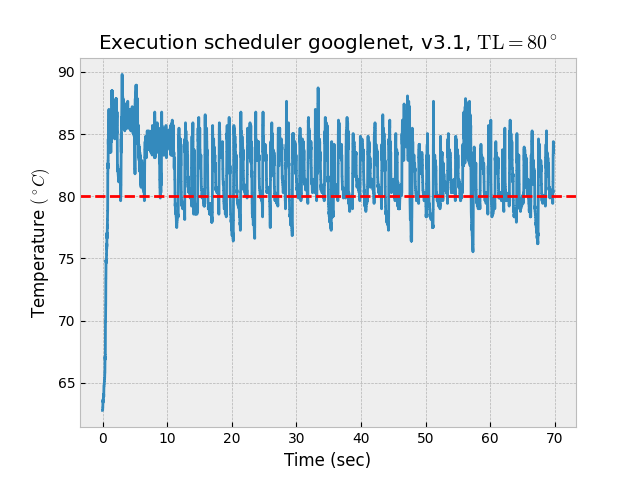 Execution scheduler googlenet, v3.1, TL = 80°
90
85
80
75
70
65
Temperature (°C)
0 10 20 30 40 50 60 70
Time (sec)